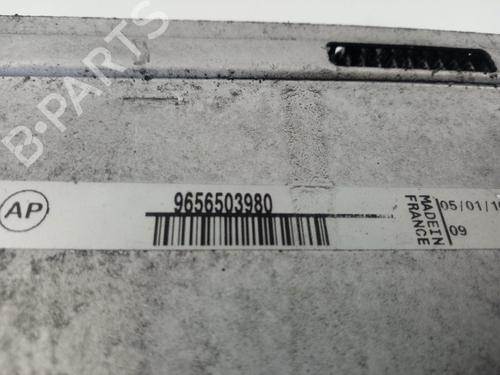 B-PARTS
AP
9656503980
MADE IN
FRANCE
05/01/1
09